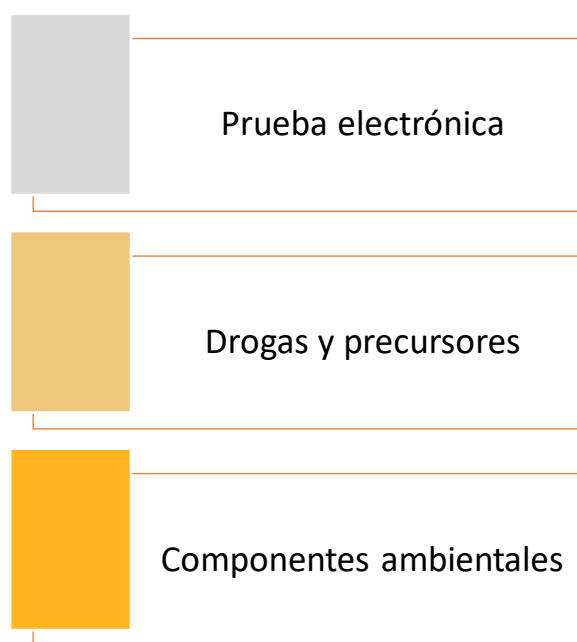 Prueba electrónica
Drogas y precursores
Componentes ambientales